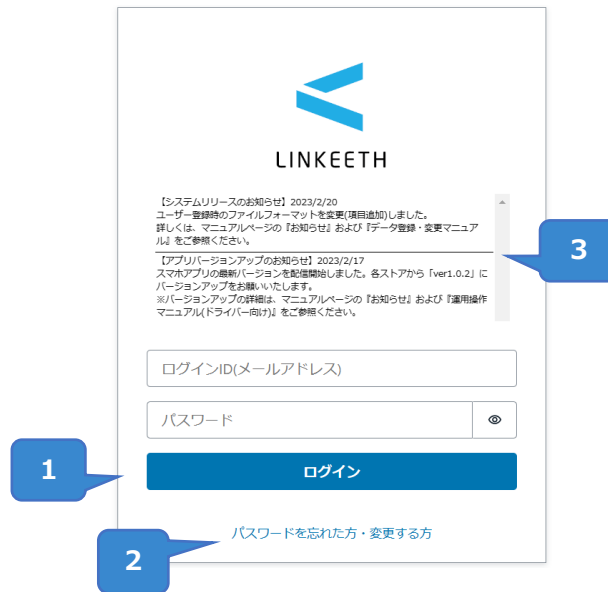 LINKEETH
【システムリリースのお知らせ】2023/2/20
ユーザー登録時のファイルフォーマットを変更(項目追加)しました。
詳しくは、マニュアルページの『お知らせ』および『データ登録・変更マニュア
ル』をご参照ください。
【アプリバージョンアップのお知らせ】2023/2/17
スマホアプリの最新バージョンを配信開始しました。各ストアから「ver1.0.2」に
バージョンアップをお願いいたします。
※バージョンアップの詳細は、マニュアルページの『お知らせ』および『運用操作
マニュアル(ドライバー向け)』をご参照ください。
3
ログインID(メールアドレス)
パスワード
1
ログイン
パスワードを忘れた方・変更する方
2